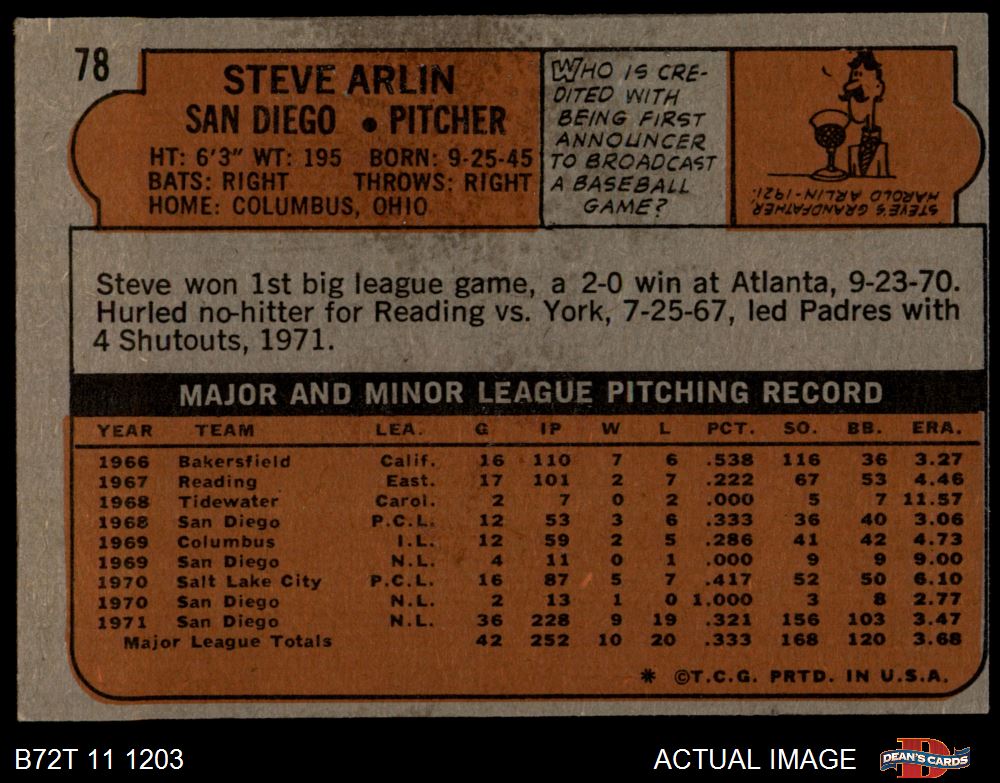 78
STEVE ARLIN
SAN DIEGO • PITCHER
HT: 6'3" WT: 195 BORN: 9-25-45
BATS: RIGHT THROWS: RIGHT
HOME: COLUMBUS, OHIO
WHO IS CRE-
DITED WITH
BEING FIRST
ANNOUNCER
TO BROADCAST
A BASEBALL
GAME?
STEVE'S GRANDFATHER
HAROLD ARLIN-1921.
Steve won 1st big league game, a 2-0 win at Atlanta, 9-23-70.
Hurled no-hitter for Reading vs. York, 7-25-67, led Padres with
4 Shutouts, 1971.
MAJOR AND MINOR LEAGUE PITCHING RECORD
YEAR TEAM LEA. G IP W L PCT. SO. BB. ERA.
1966 Bakersfield Calif. 16 110 7 6 .538 116 36 3.27
1967 Reading East. 17 101 2 7 .222 67 53 4.46
1968 Tidewater Carol. 2 7 0 2 .000 5 7 11.57
1968 San Diego P.C.L. 12 53 3 6 .333 36 40 3.06
1969 Columbus I.L. 12 59 2 5 .286 41 42 4.73
1969 San Diego N.L. 4 11 0 1 .000 9 9 9.00
1970 Salt Lake City P.C.L. 16 87 5 7 .417 52 50 6.10
1970 San Diego N.L. 2 13 1 0 1.000 3 8 2.77
1971 San Diego N.L. 36 228 9 19 .321 156 103 3.47
Major League Totals 42 252 10 20 .333 168 120 3.68
* ©T.C.G. PRTD. IN U.S.A.
B72T 11 1203
ACTUAL IMAGE
DEAN'S CARDS